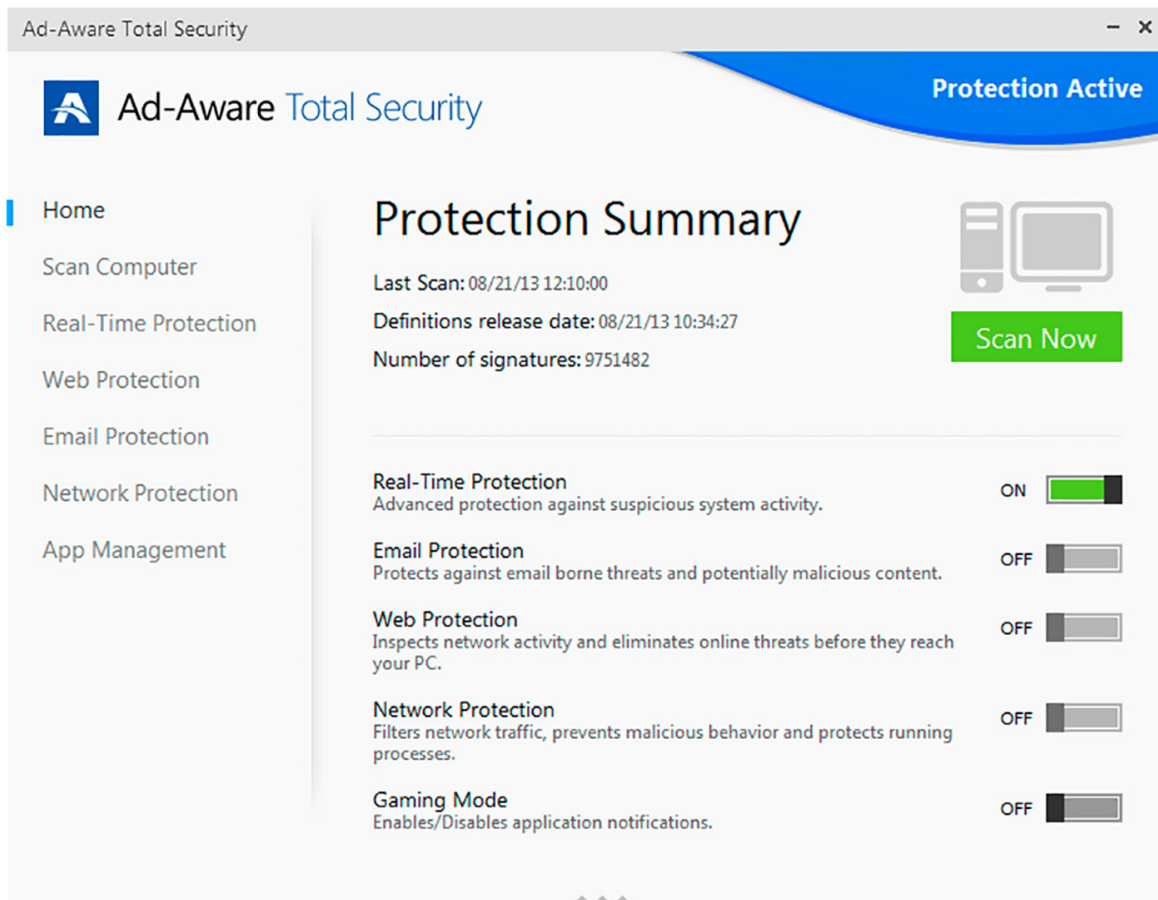 Ad-Aware Total Security
Ad-Aware Total Security
Protection Active
Home
Scan Computer
Real-Time Protection
Web Protection
Email Protection
Network Protection
App Management
Protection Summary
Last Scan: 08/21/13 12:10:00
Definitions release date: 08/21/13 10:34:27
Number of signatures: 9751482
Scan Now
Real-Time Protection
Advanced protection against suspicious system activity.
ON
Email Protection
Protects against email borne threats and potentially malicious content.
OFF
Web Protection
Inspects network activity and eliminates online threats before they reach
your PC.
OFF
Network Protection
Filters network traffic, prevents malicious behavior and protects running
processes.
OFF
Gaming Mode
Enables/Disables application notifications.
OFF